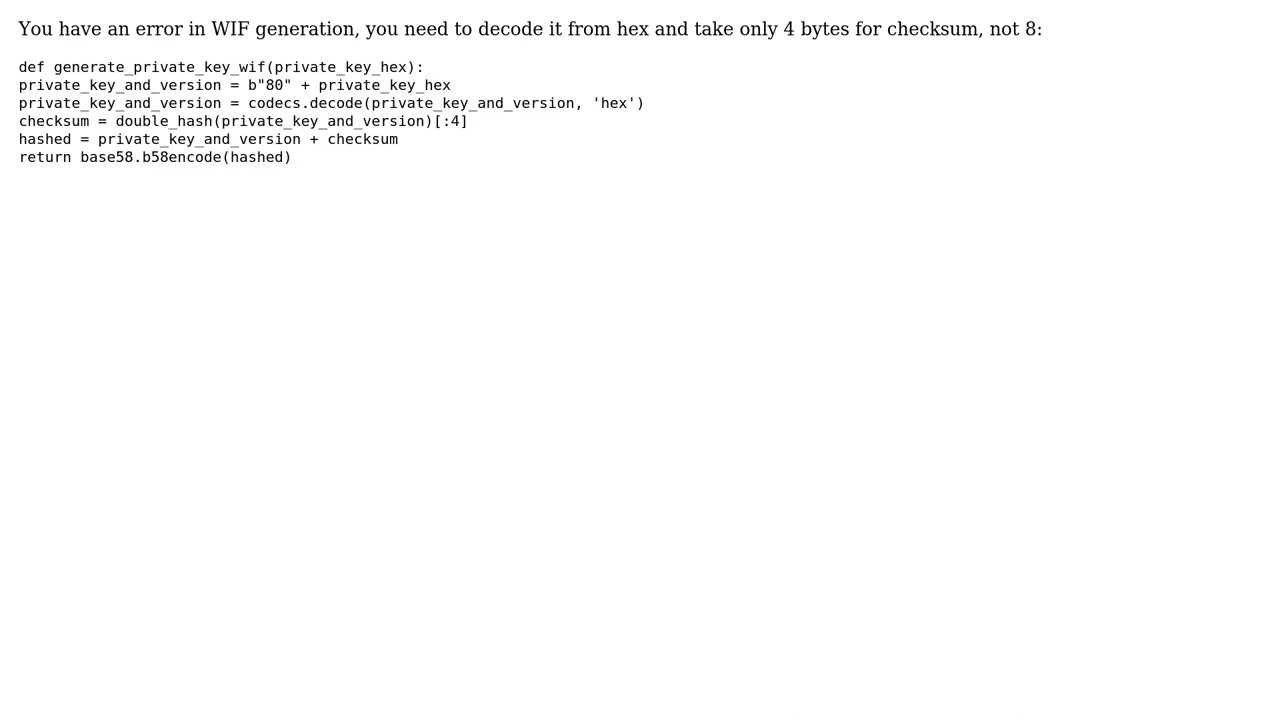 You have an error in WIF generation, you need to decode it from hex and take only 4 bytes for checksum, not 8:
def generate_private_key_wif(private_key_hex):
private_key_and_version = b"80" + private_key_hex
private_key_and_version = codecs.decode(private_key_and_version, 'hex')
checksum = double_hash(private_key_and_version)[:4]
hashed = private_key_and_version + checksum
return base58.b58encode(hashed)